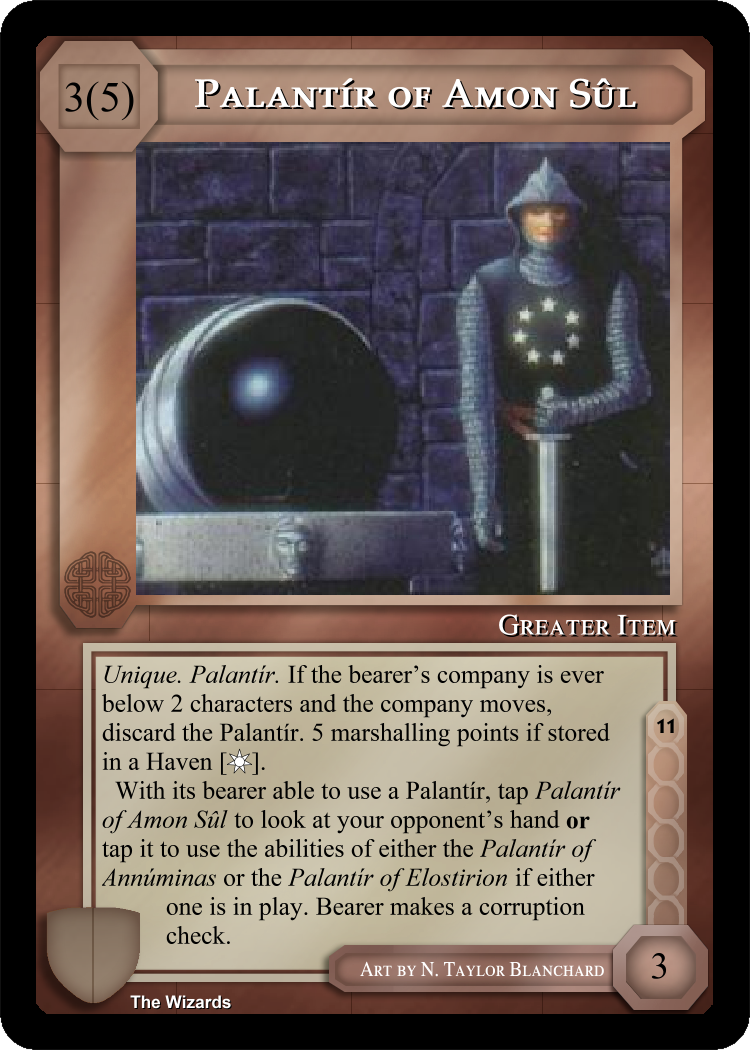 3(5)
Palantír of Amon Sûl
Greater Item
Unique. Palantír. If the bearer's company is ever
below 2 characters and the company moves,
discard the Palantír. 5 marshalling points if stored
in a Haven [☼].
With its bearer able to use a Palantír, tap Palantír
of Amon Sûl to look at your opponent's hand or
tap it to use the abilities of either the Palantír of
Annúminas or the Palantír of Elostirion if either
one is in play. Bearer makes a corruption
check.
11
Art by N. Taylor Blanchard
3
The Wizards